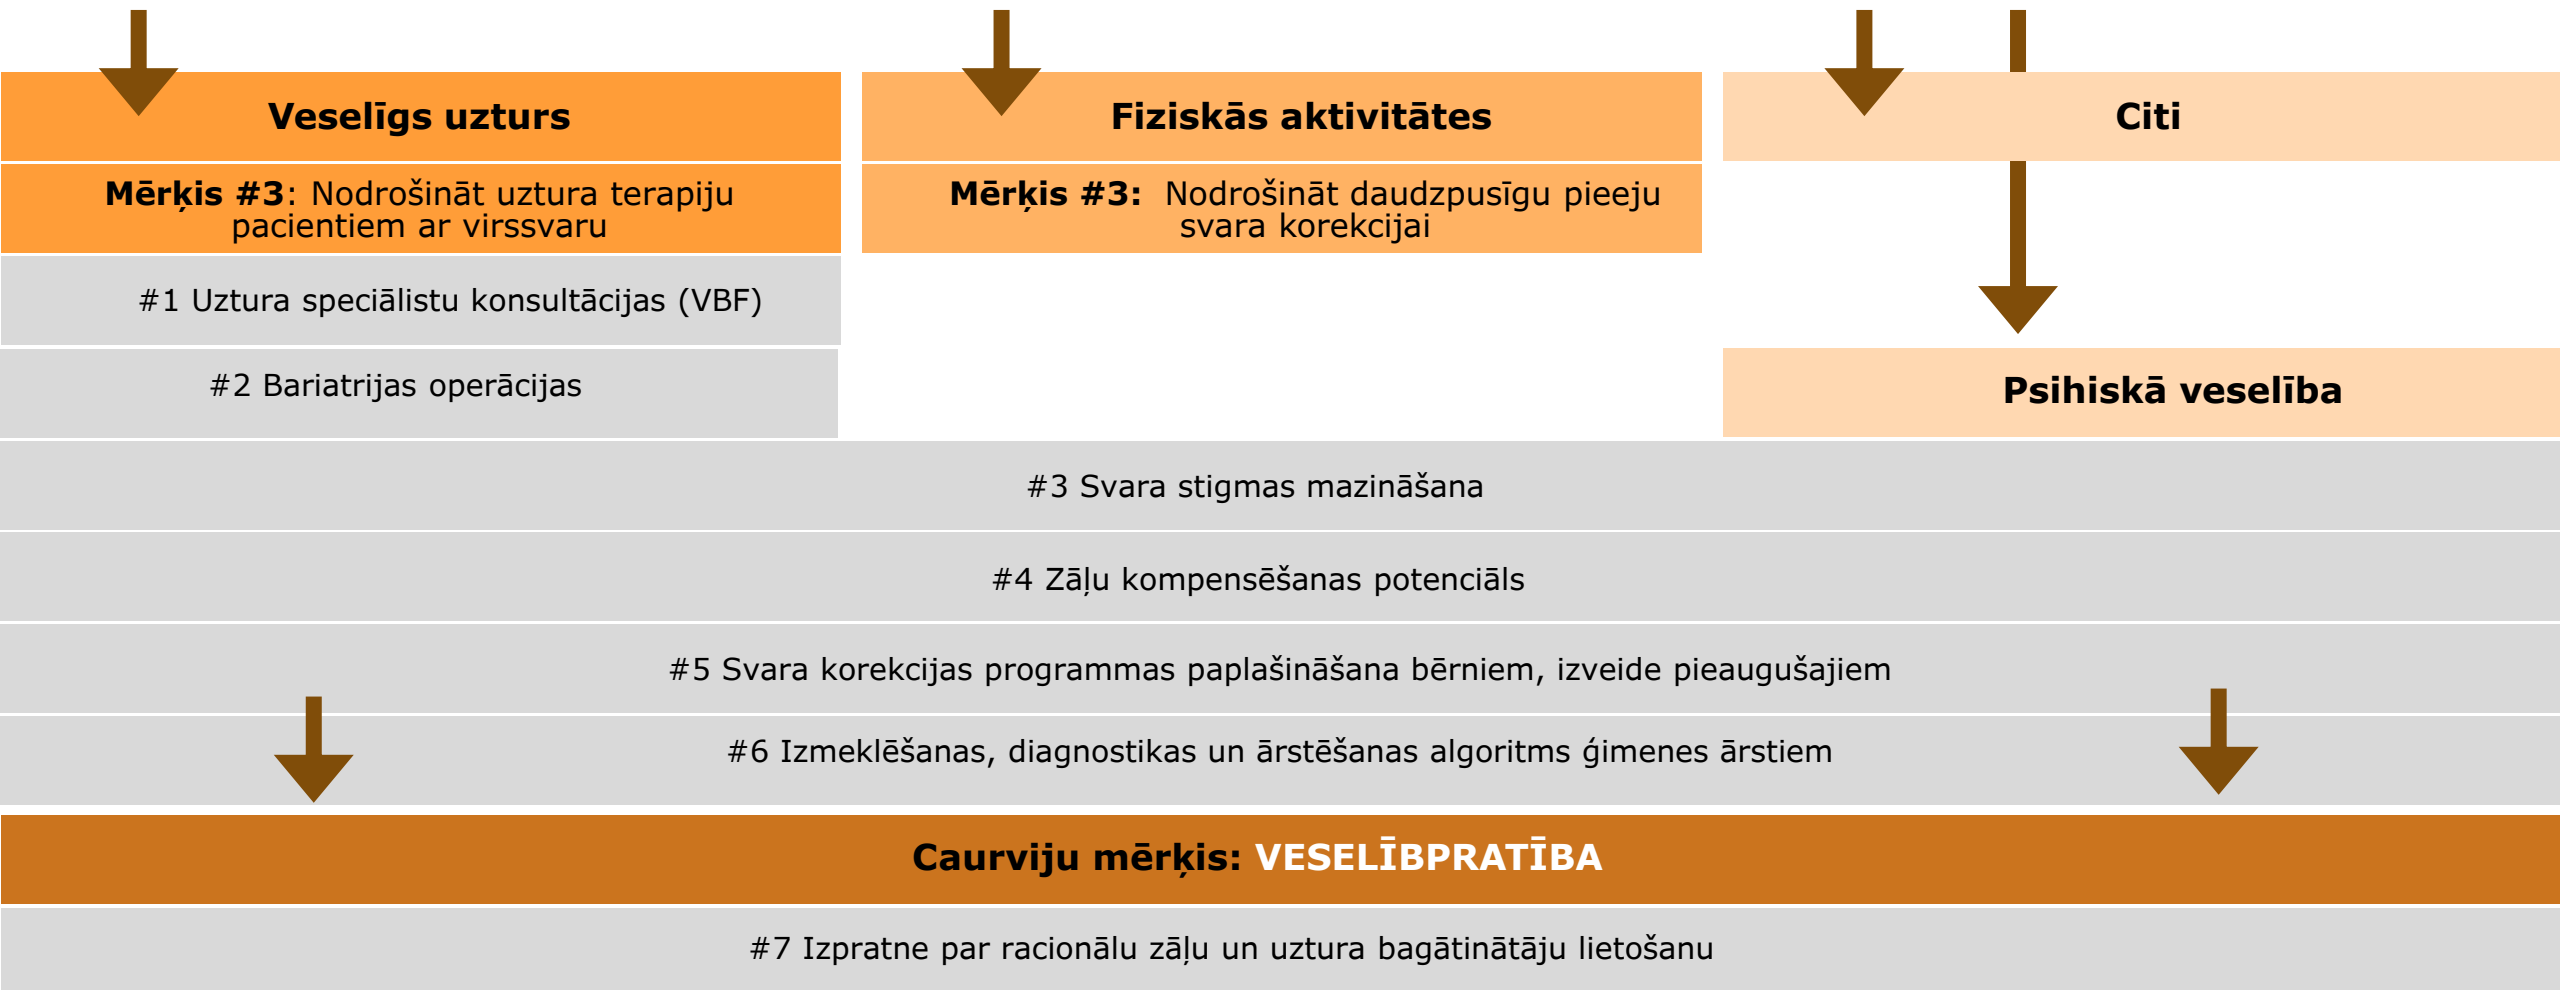 Veselīgs uzturs
Fiziskās aktivitātes
Citi
Mērķis #3: Nodrošināt uztura terapiju
pacientiem ar virssvaru
Mērķis #3: Nodrošināt daudzpusīgu pieeju
svara korekcijai
#1 Uztura speciālistu konsultācijas (VBF)
#2 Bariatrijas operācijas
Psihiskā veselība
#3 Svara stigmas mazināšana
#4 Zāļu kompensēšanas potenciāls
#5 Svara korekcijas programmas paplašināšana bērniem, izveide pieaugušajiem
#6 Izmeklēšanas, diagnostikas un ārstēšanas algoritms ģimenes ārstiem
Caurviju mērķis: VESELĪBPRATĪBA
#7 Izpratne par racionālu zāļu un uztura bagātinātāju lietošanu